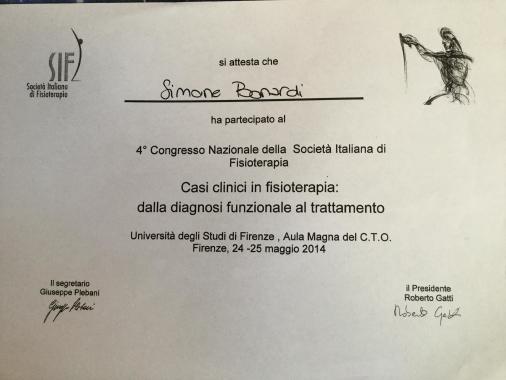 SIF
Società Italiana
di Fisioterapia
si attesta che
Simone Bonardi
ha partecipato al
4° Congresso Nazionale della Società Italiana di
Fisioterapia
Casi clinici in fisioterapia:
dalla diagnosi funzionale al trattamento
Università degli Studi di Firenze , Aula Magna del C.T.O.
Firenze, 24 -25 maggio 2014
Il segretario
Giuseppe Plebani
il Presidente
Roberto Gatti
Roberto Gatti